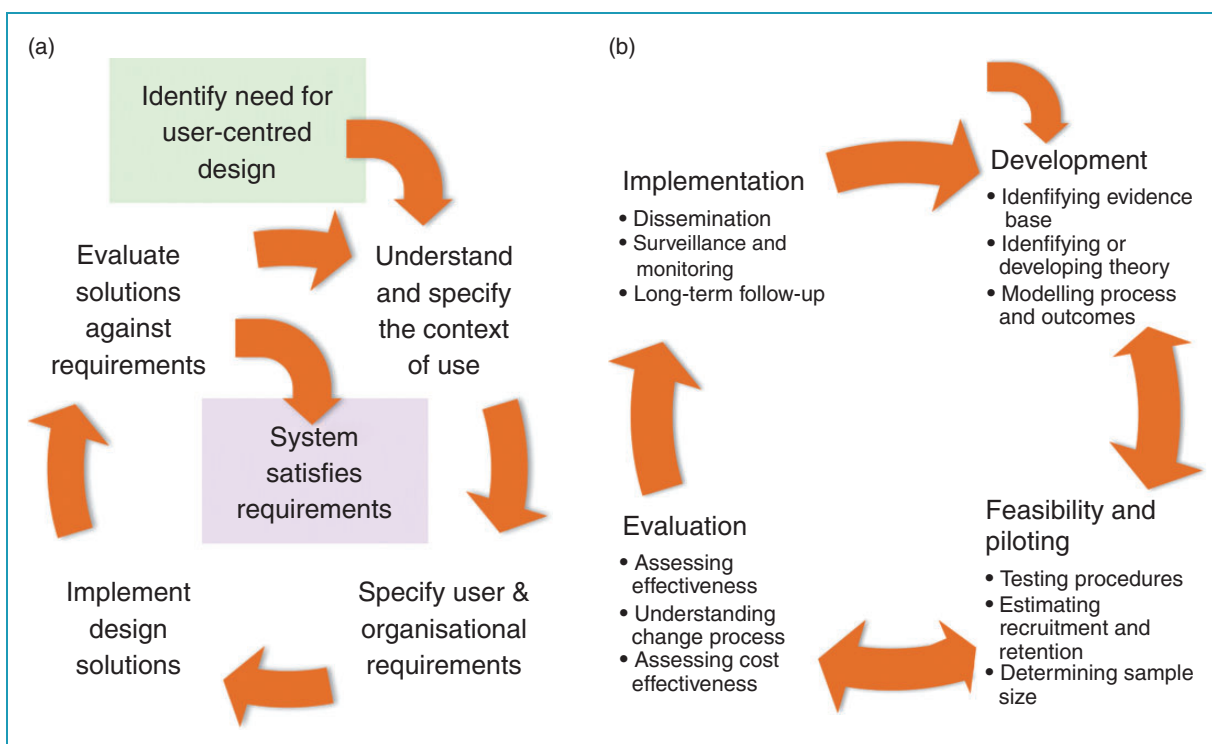 (a)
Identify need for
user-centred
design
Evaluate
solutions
against
requirements
Understand
and specify
the context
of use
System
satisfies
requirements
Implement
design
solutions
Specify user &
organisational
requirements
(b)
Implementation
• Dissemination
• Surveillance and
monitoring
• Long-term follow-up
Development
• Idenfifying evidence
base
• Idenfifying or
developing theory
• Modelling process
and outcomes
Evaluation
• Assessing
effectiveness
• Understanding
change process
• Assessing cost
effectiveness
Feasibility and
piloting
• Testing procedures
• Estimating
recruitment and
retention
• Determining sample
size